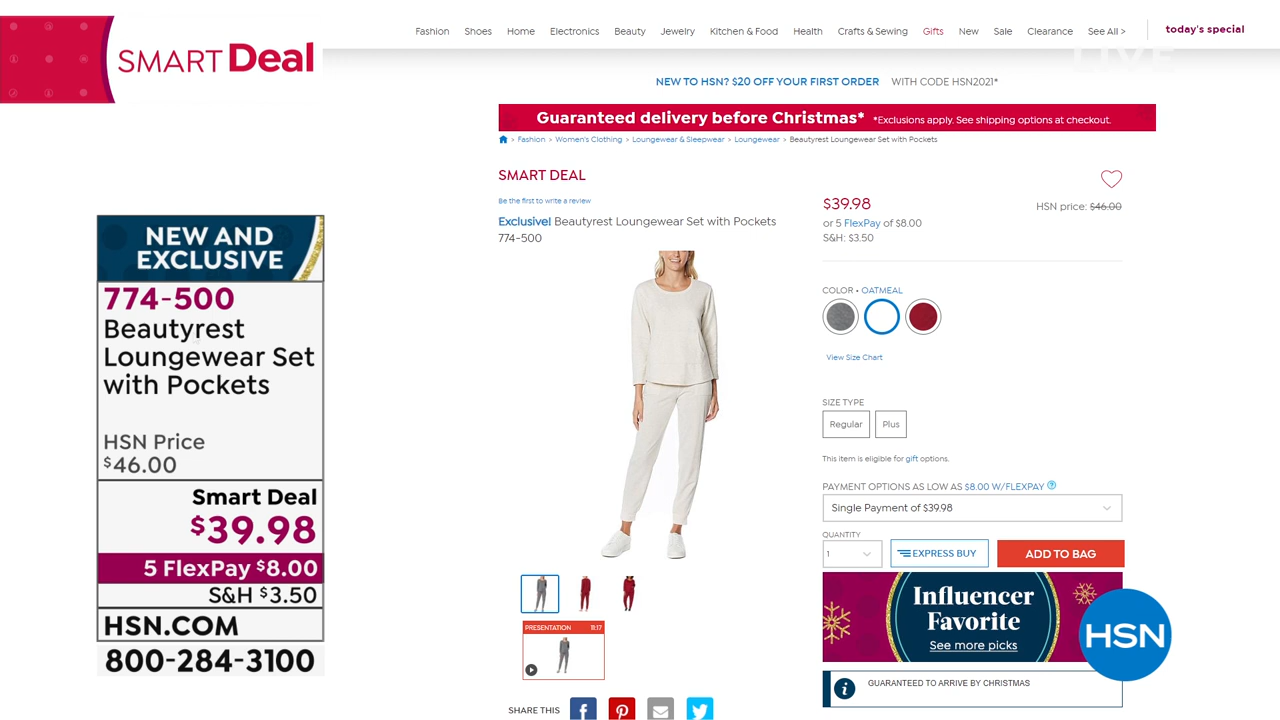 SMART Deal
Fashion Shoes Home Electronics Beauty Jewelry Kitchen & Food Health Crafts & Sewing Gifts New Sale Clearance See All > today's special
LIVE
NEW TO HSN? $20 OFF YOUR FIRST ORDER WITH CODE HSN2021*
Guaranteed delivery before Christmas* *Exclusions apply. See shipping options at checkout.
> Fashion > Women's Clothing > Loungewear & Sleepwear > Loungewear > Beautyrest Loungewear Set with Pockets
SMART DEAL
Be the first to write a review
Exclusive! Beautyrest Loungewear Set with Pockets
774-500
$39.98
HSN price: $46.00
or 5 FlexPay of $8.00
S&H: $3.50
COLOR • OATMEAL
View Size Chart
SIZE TYPE
Regular Plus
This item is eligible for gift options.
PAYMENT OPTIONS AS LOW AS $8.00 W/FLEXPAY ?
Single Payment of $39.98
QUANTITY
1 EXPRESS BUY ADD TO BAG
Influencer
Favorite
See more picks
HSN
GUARANTEED TO ARRIVE BY CHRISTMAS
PRESENTATION 11:17
SHARE THIS
NEW AND
EXCLUSIVE
774-500
Beautyrest
Loungewear Set
with Pockets
HSN Price
$46.00
Smart Deal
$39.98
5 FlexPay $8.00
S&H $3.50
HSN.COM
800-284-3100